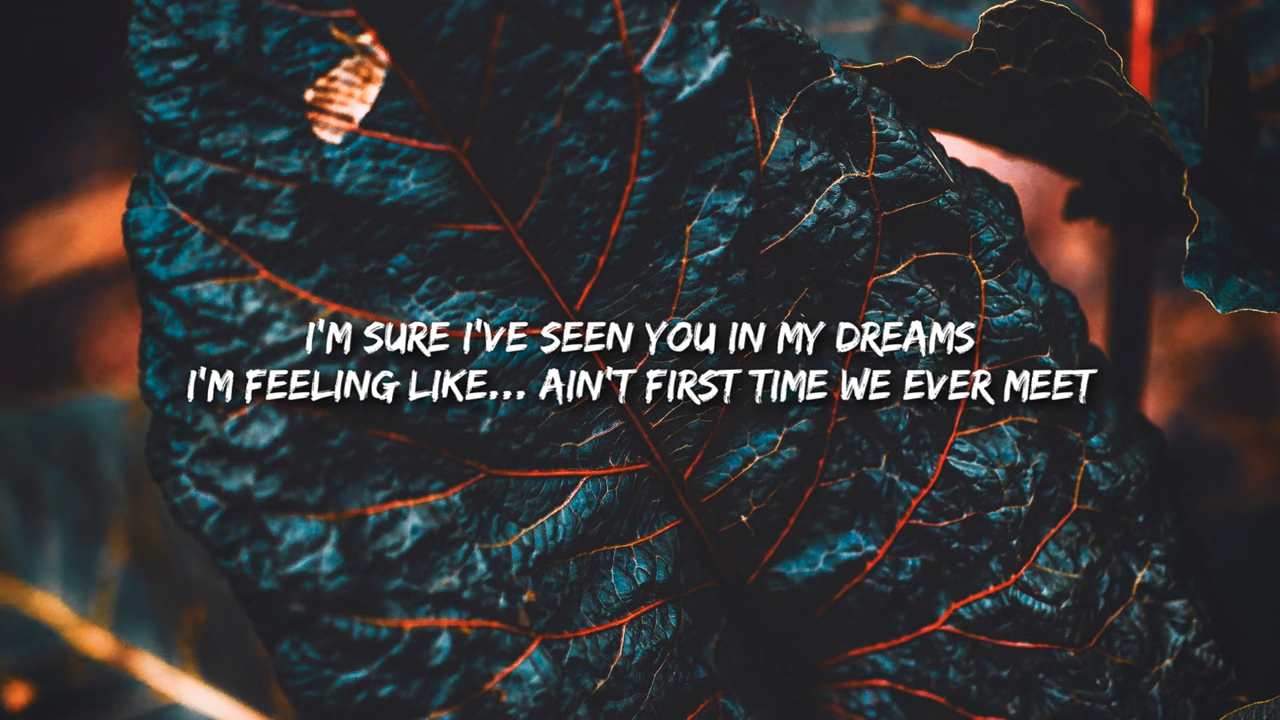 I'M SURE I'VE SEEN YOU IN MY DREAMS
I'M FEELING LIKE... AIN'T FIRST TIME WE EVER MEET